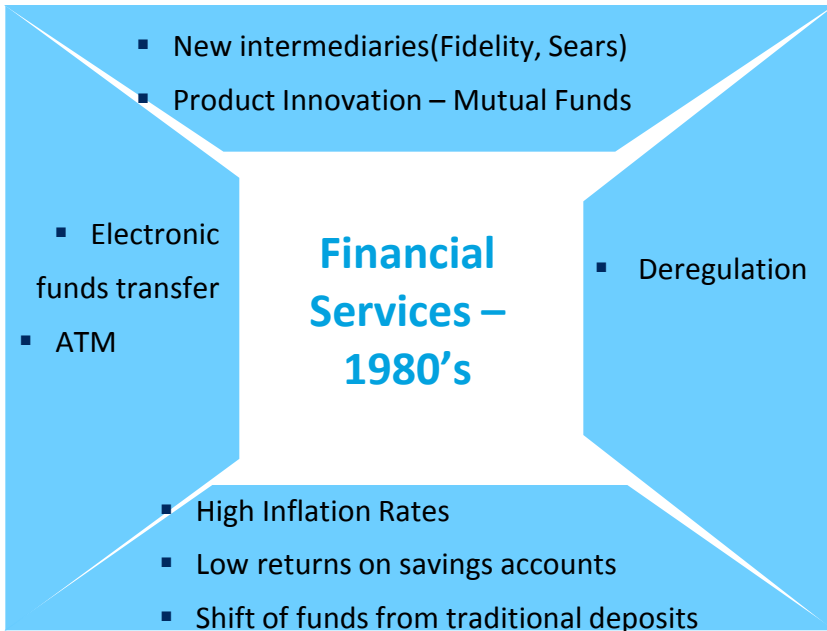 ▪ New intermediaries(Fidelity, Sears)
▪ Product Innovation – Mutual Funds
▪ Electronic
funds transfer
▪ ATM
Financial
Services –
1980’s
▪ Deregulation
▪ High Inflation Rates
▪ Low returns on savings accounts
▪ Shift of funds from traditional deposits